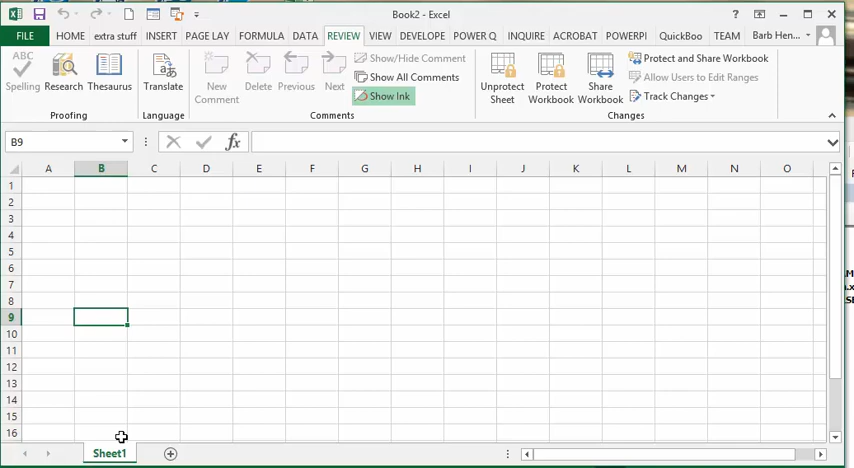 Book2 - Excel
FILE HOME extra stuff INSERT PAGE LAY FORMULA DATA REVIEW VIEW DEVELOPE POWER Q INQUIRE ACROBAT POWERPI QuickBoo TEAM Barb Hen...
ABC
Spelling Research Thesaurus
Proofing
Translate
Language
New Comment Delete Previous Next
Show/Hide Comment
Show All Comments
Show Ink
Comments
Unprotect Sheet Protect Workbook Share Workbook
Protect and Share Workbook
Allow Users to Edit Ranges
Track Changes
Changes
B9 fx
A B C D E F G H I J K L M N O
1
2
3
4
5
6
7
8
9
10
11
12
13
14
15
16
Sheet1